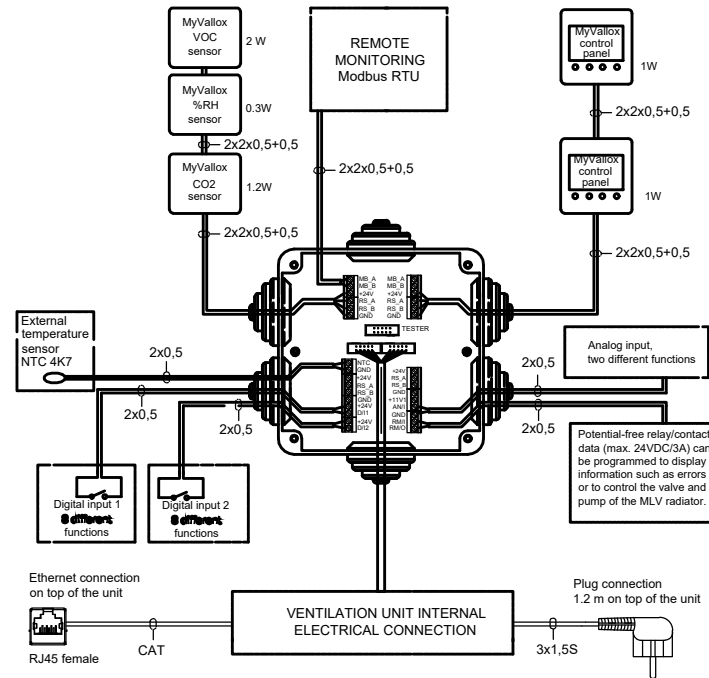 MyVallox
VOC
sensor
2 W
MyVallox
%RH
sensor
0.3W
2x2x0,5+0,5
MyVallox
CO2
sensor
1.2W
2x2x0,5+0,5
REMOTE
MONITORING
Modbus RTU
2x2x0,5+0,5
MyVallox
control
panel
1W
2x2x0,5+0,5
MyVallox
control
panel
1W
2x2x0,5+0,5
MB_A
MB_B
+24V
RS_A
RS_B
GND
MB_A
MB_B
+24V
RS_A
RS_B
GND
TESTER
External
temperature
sensor
NTC 4K7
2x0,5
2x0,5
2x0,5
NTC
GND
+24V
RS_A
RS_B
GND
+24V
DI1
+24V
DI2
+24V
RS_A
RS_B
GND
AN/I
GND
RM/I
RM/O
2x0,5
2x0,5
Analog input,
two different functions
Potential-free relay/contact
data (max. 24VDC/3A) can
be programmed to display
information such as errors
or to control the valve and
pump of the MLV radiator.
Digital input 1
8 different
functions
Digital input 2
8 different
functions
Ethernet connection
on top of the unit
RJ45 female
CAT
VENTILATION UNIT INTERNAL
ELECTRICAL CONNECTION
3x1,5S
Plug connection
1.2 m on top of the unit